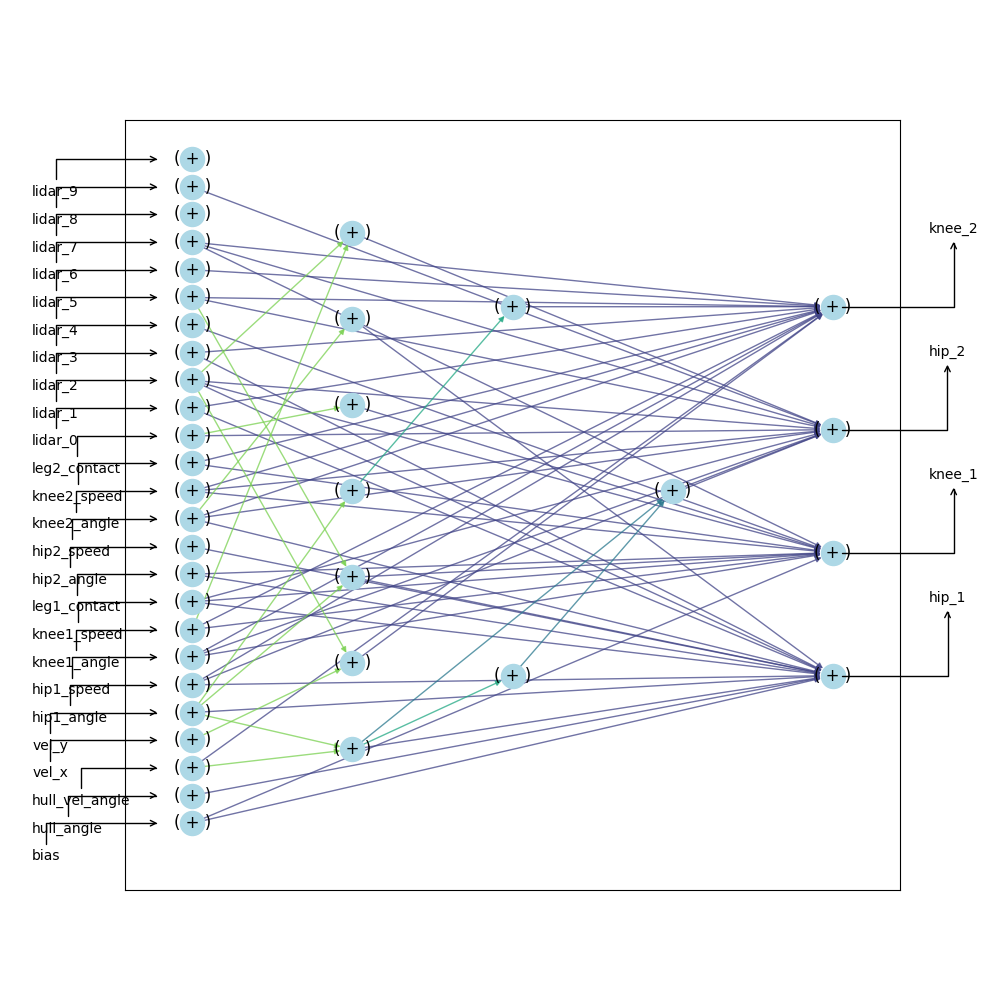 lidar_9
lidar_8
lidar_7
lidar_6
lidar_5
lidar_4
lidar_3
lidar_2
lidar_1
lidar_0
leg2_contact
knee2_speed
knee2_angle
hip2_speed
hip2_angle
leg1_contact
knee1_speed
knee1_angle
hip1_speed
hip1_angle
vel_y
vel_x
hull_vel_angle
hull_angle
bias
knee_2
hip_2
knee_1
hip_1